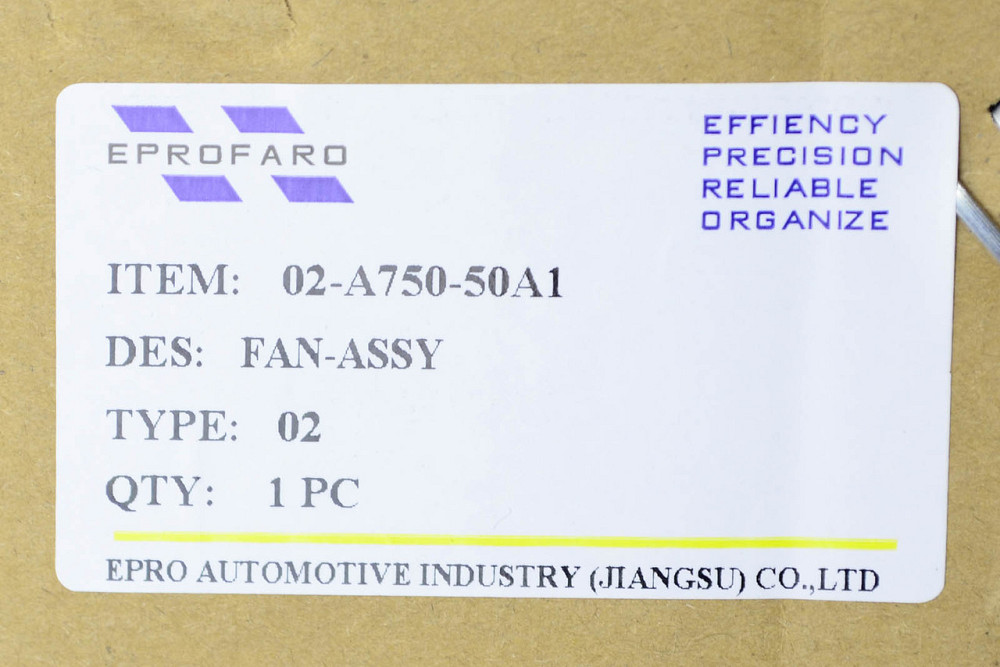 EPROFARO
EFFIENCY
PRECISION
RELIABLE
ORGANIZE
ITEM: 02-A750-50A1
DES: FAN-ASSY
TYPE: 02
QTY: 1 PC
EPRO AUTOMOTIVE INDUSTRY (JIANGSU) CO.,LTD